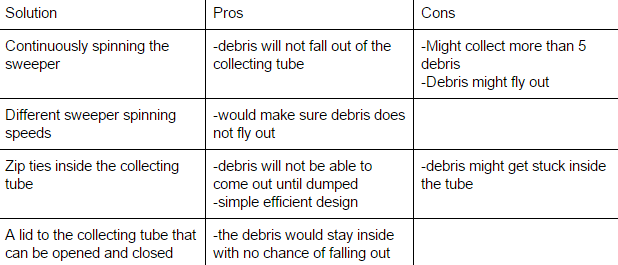 Solution Pros Cons
Continuously spinning the -debris will not fall out of the -Might collect more than 5
sweeper collecting tube debris
-Debris might fly out
Different sweeper spinning -would make sure debris does
speeds not fly out
Zip ties inside the collecting -debris will not be able to -debris might get stuck inside
tube come out until dumped the tube
-simple efficient design
A lid to the collecting tube that -the debris would stay inside
can be opened and closed with no chance of falling out